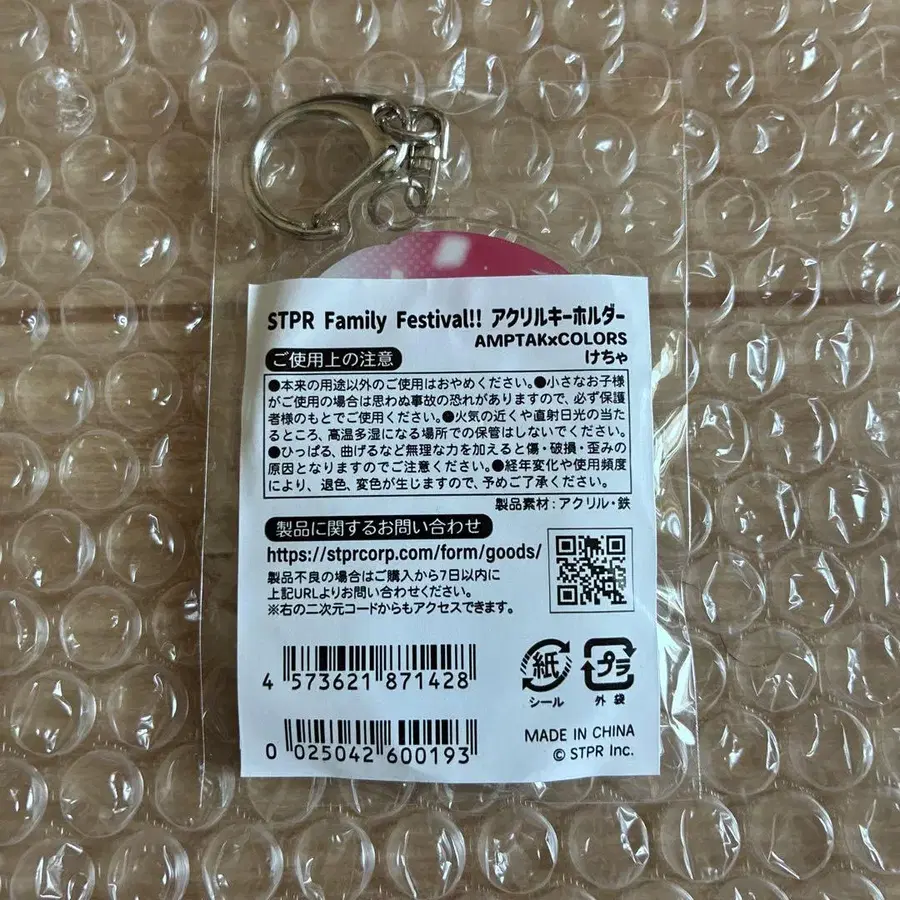 STPR Family Festival!! アクリルキーホルダー
AMPTAKxCOLORS
けちゃ
ご使用上の注意
●本来の用途以外のご使用はおやめください。●小さなお子様
がご使用の場合は思わぬ事故の恐れがありますので、必ず保護
者様のもとでご使用ください。●火気の近くや直射日光の当た
るところ、高温多湿になる場所での保管はしないでください。
●ひっぱる、曲げるなど無理な力を加えると傷・破損・歪みの
原因となりますのでご注意ください。●経年変化や使用頻度
により、退色、変色が生じますので、予めご了承ください。
製品素材：アクリル・鉄
製品に関するお問い合わせ
https://stprcorp.com/form/goods/
製品不良の場合はご購入から7日以内に
上記URLよりお問い合わせください。
※右の二次元コードからもアクセスできます。
4 573621 871428
紙
シール
プラ
外袋
0 025042 600193
MADE IN CHINA
© STPR Inc.